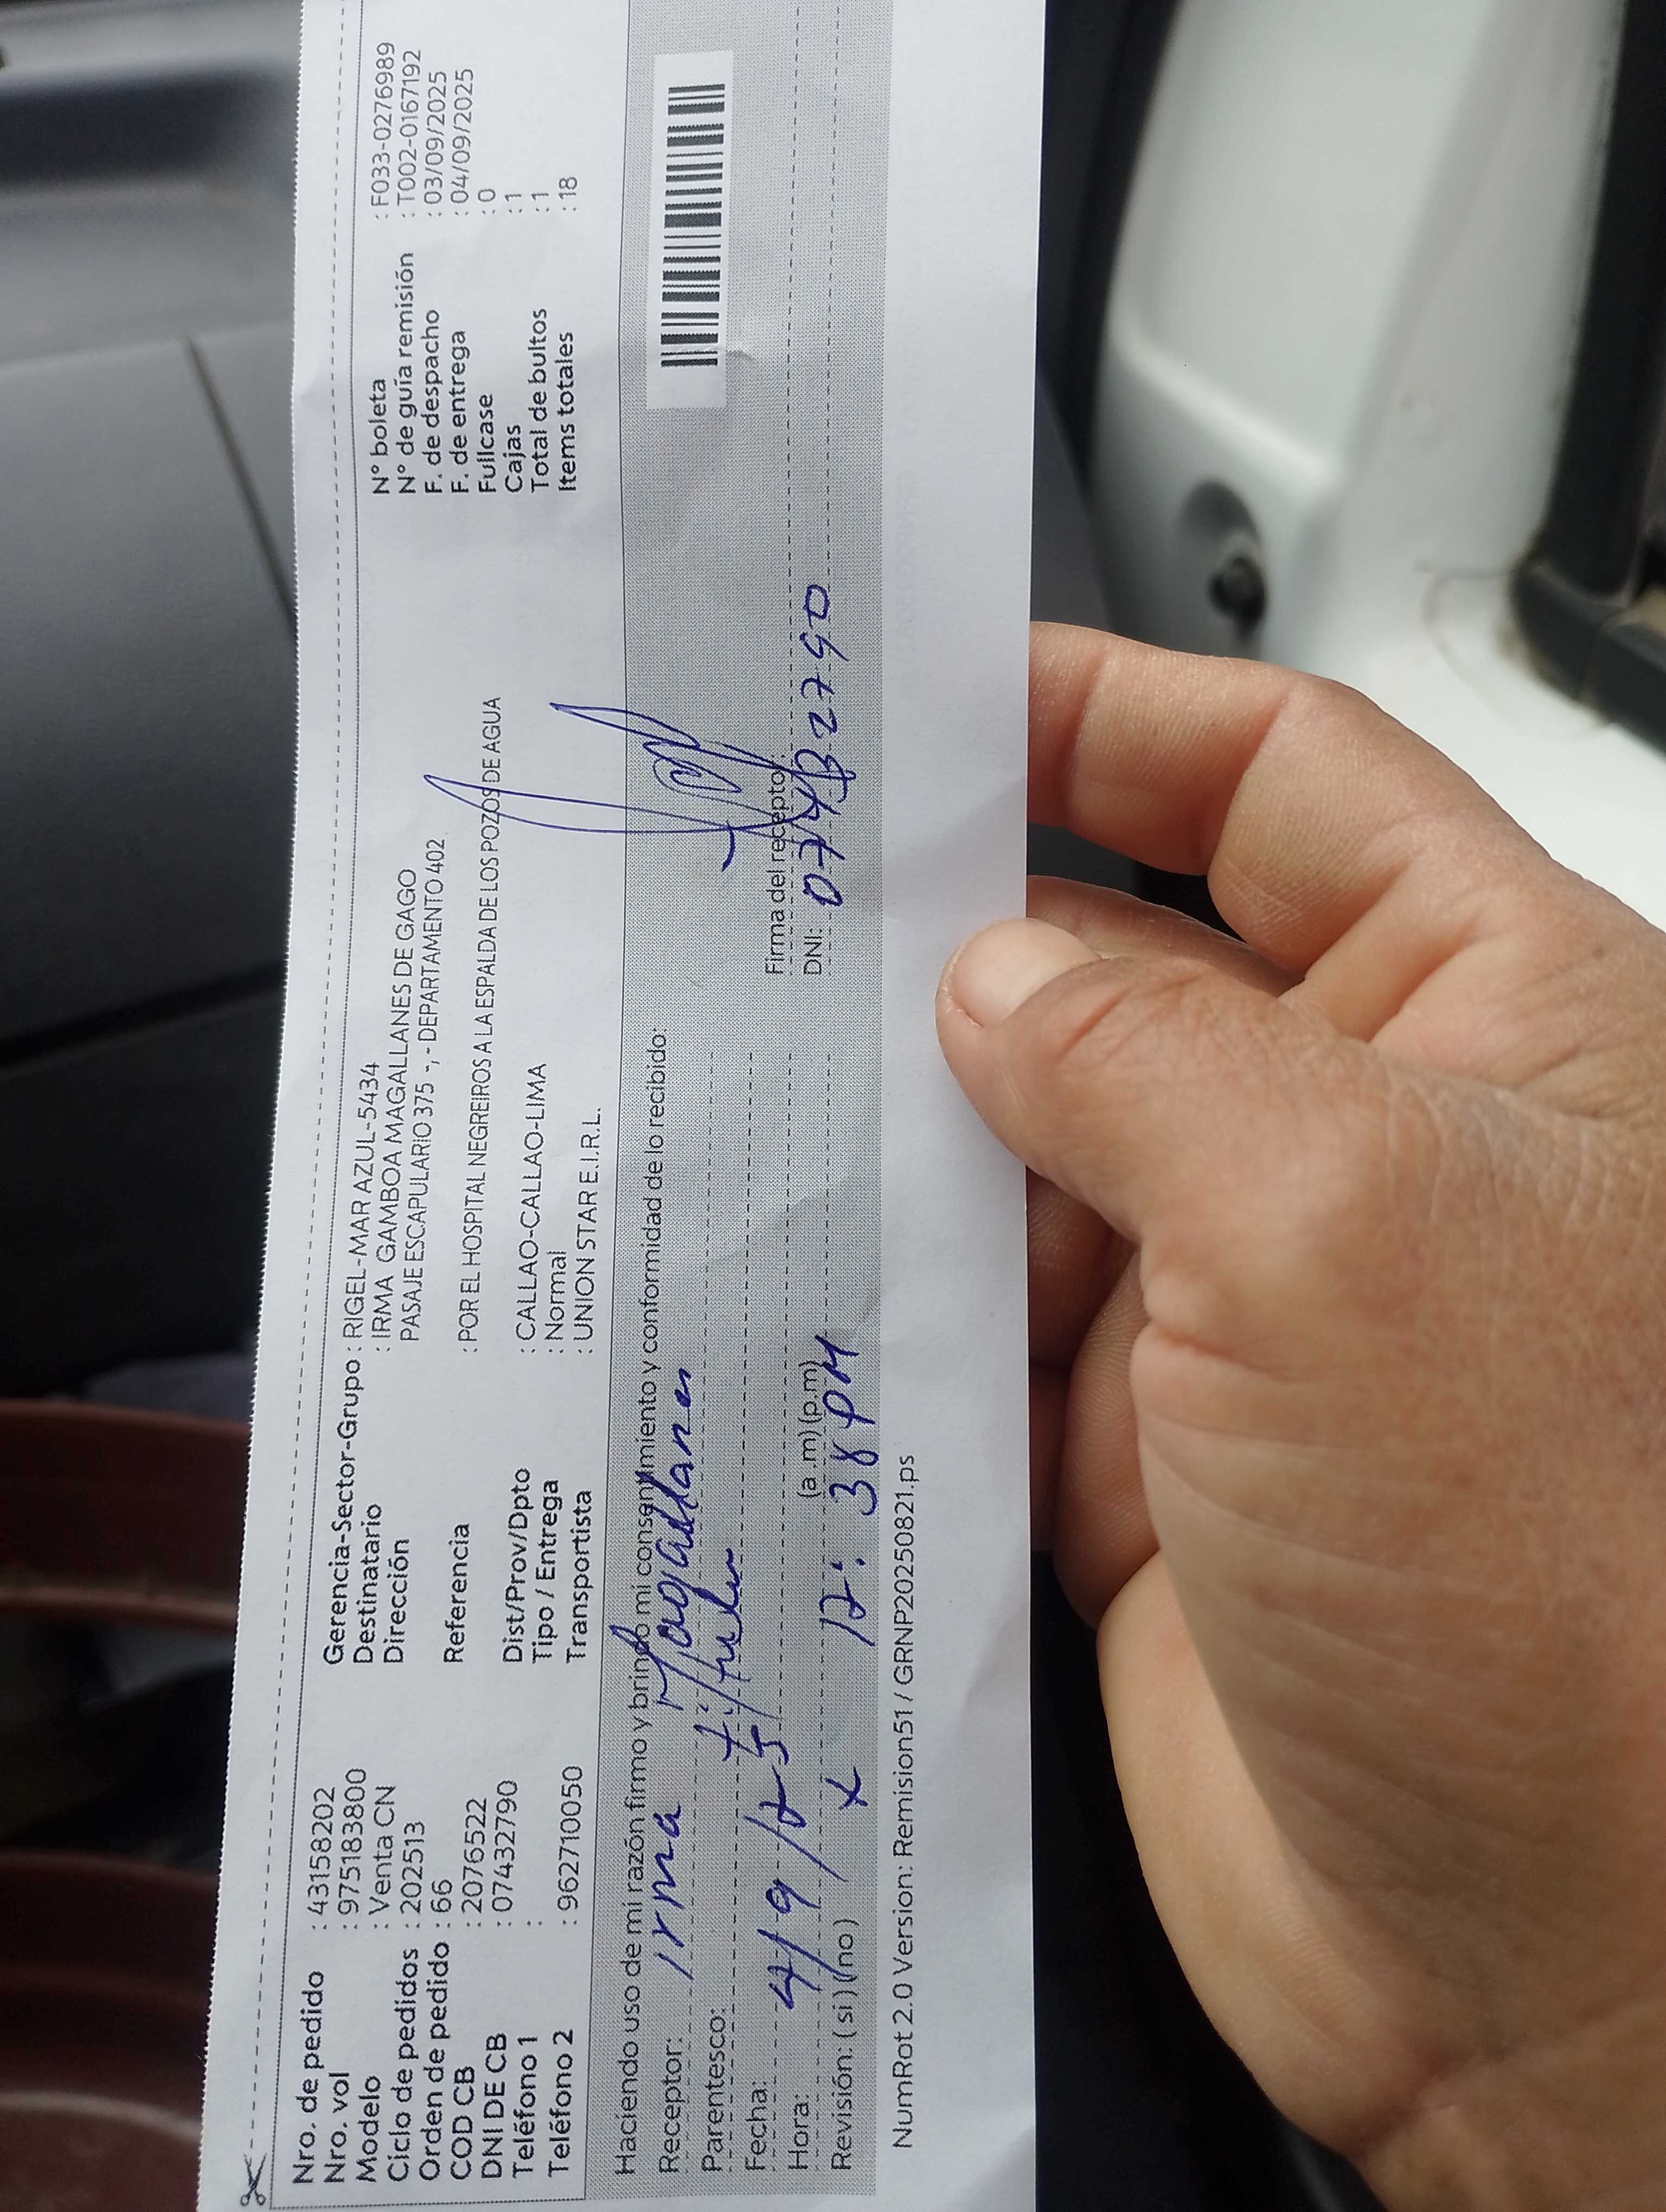 Nro. de pedido : 43158202
Nro. vol : 975183800
Modelo : Venta CN
Ciclo de pedidos : 202513
Orden de pedido : 66
COD CB : 2076522
DNI DE CB : 07432790
Teléfono 1 :
Teléfono 2 : 962710050
Gerencia-Sector-Grupo : RIGEL-MAR AZUL-5434
Destinatario : IRMA GAMBOA MAGALLANES DE GAGO
Dirección PASAJE ESCAPULARIO 375 -, - DEPARTAMENTO 402
Referencia : POR EL HOSPITAL NEGREIROS A LA ESPALDA DE LOS POZOS DE AGUA
Dist/Prov/Dpto : CALLAO-CALLAO-LIMA
Tipo / Entrega : Normal
Transportista : UNION STAR E.I.R.L.
N° boleta : F033-0276989
N° de guía remisión : T002-0167192
F. de despacho : 03/09/2025
F. de entrega : 04/09/2025
Fullcase : 0
Cajas : 1
Total de bultos : 1
Items totales : 18
Haciendo uso de mi razón firmo y brindo mi consentimiento y conformidad de lo recibido:
Receptor: Irma Magallanes
Parentesco: Titular
Fecha: 4/9/25
Hora: (a.m) (p.m) 12:38 PM
Revisión: ( si ) ( no ) X
Firma del receptor:
DNI: 07432790
NumRot 2.0 Version: Remision51 / GRNP20250821.ps